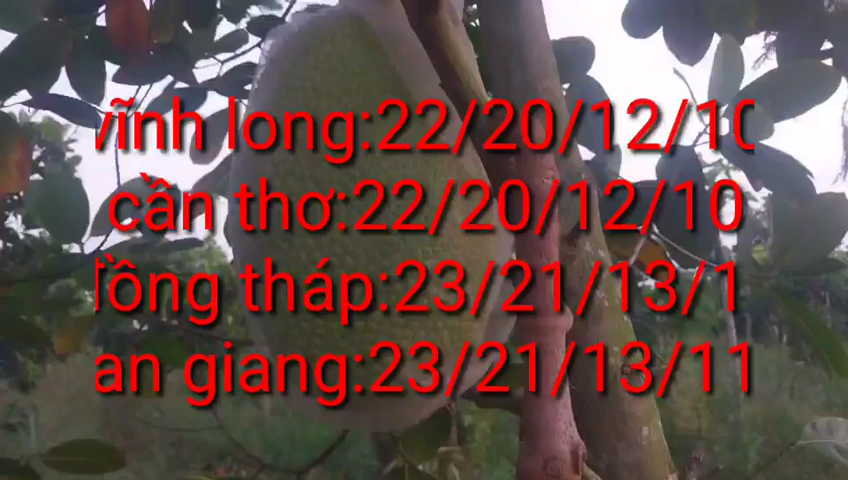 vĩnh long:22/20/12/10
cần thơ:22/20/12/10
đồng tháp:23/21/13/1
an giang:23/21/13/11